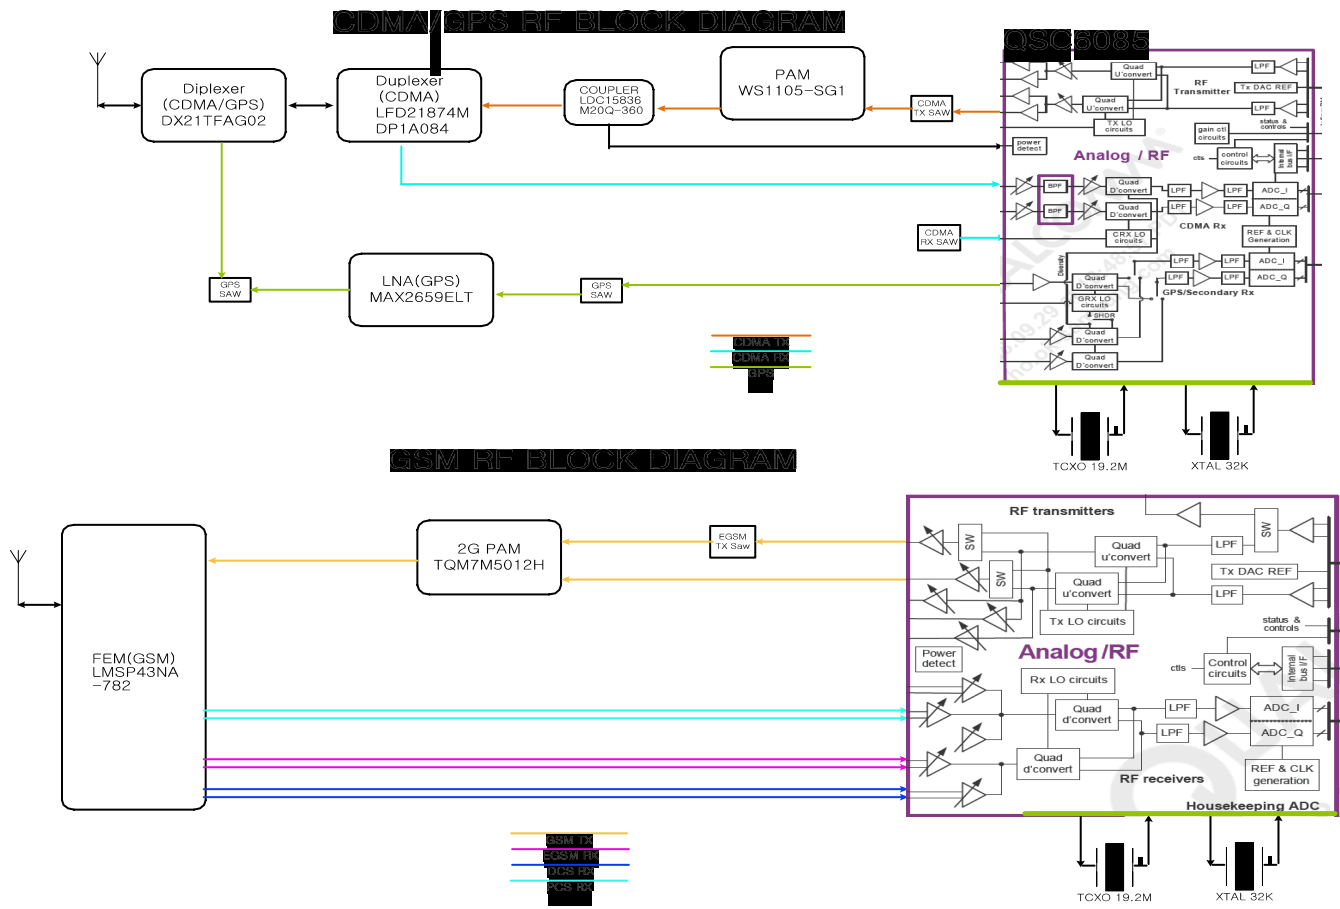 CDMA/GPS RF BLOCK DIAGRAM
QSC6085
Diplexer
(CDMA/GPS)
DX21TFAG02
Duplexer
(CDMA)
LFD21874M
DP1A084
COUPLER
LDC15836
M20Q-360
PAM
WS1105-SG1
CDMA
TX SAW
Quad
U'convert
Quad
U'convert
TX LO
circuits
LPF
RF
Transmitter
Tx DAC REF
LPF
status &
controls
gain ctl
circuits
power
detect
Analog / RF
ctls
control
circuits
Internal
bus I/F
BPF
Quad
D'convert
LPF
LPF
ADC_I
BPF
Quad
D'convert
LPF
LPF
ADC_Q
CDMA Rx
CDMA
RX SAW
CRX LO
circuits
REF & CLK
Generation
Diversity
LPF
LPF
ADC_I
Quad
D'convert
LPF
LPF
ADC_Q
GPS/Secondary Rx
GRX LO
circuits
SHDR
Quad
D'convert
Quad
D'convert
GPS
SAW
LNA(GPS)
MAX2659ELT
GPS
SAW
CDMA TX
CDMA RX
GPS
TCXO 19.2M
XTAL 32K
GSM RF BLOCK DIAGRAM
FEM(GSM)
LMSP43NA
-782
2G PAM
TQM7M5012H
EGSM
TX Saw
RF transmitters
SW
SW
Quad
u'convert
LPF
SW
Quad
u'convert
Tx DAC REF
LPF
Tx LO circuits
status &
controls
Power
detect
Analog /RF
ctls
Control
circuits
Internal
bus I/F
Rx LO circuits
Quad
d'convert
LPF
ADC_I
LPF
ADC_Q
Quad
d'convert
RF receivers
REF & CLK
generation
Housekeeping ADC
GSM TX
EGSM RX
DCS RX
PCS RX
TCXO 19.2M
XTAL 32K